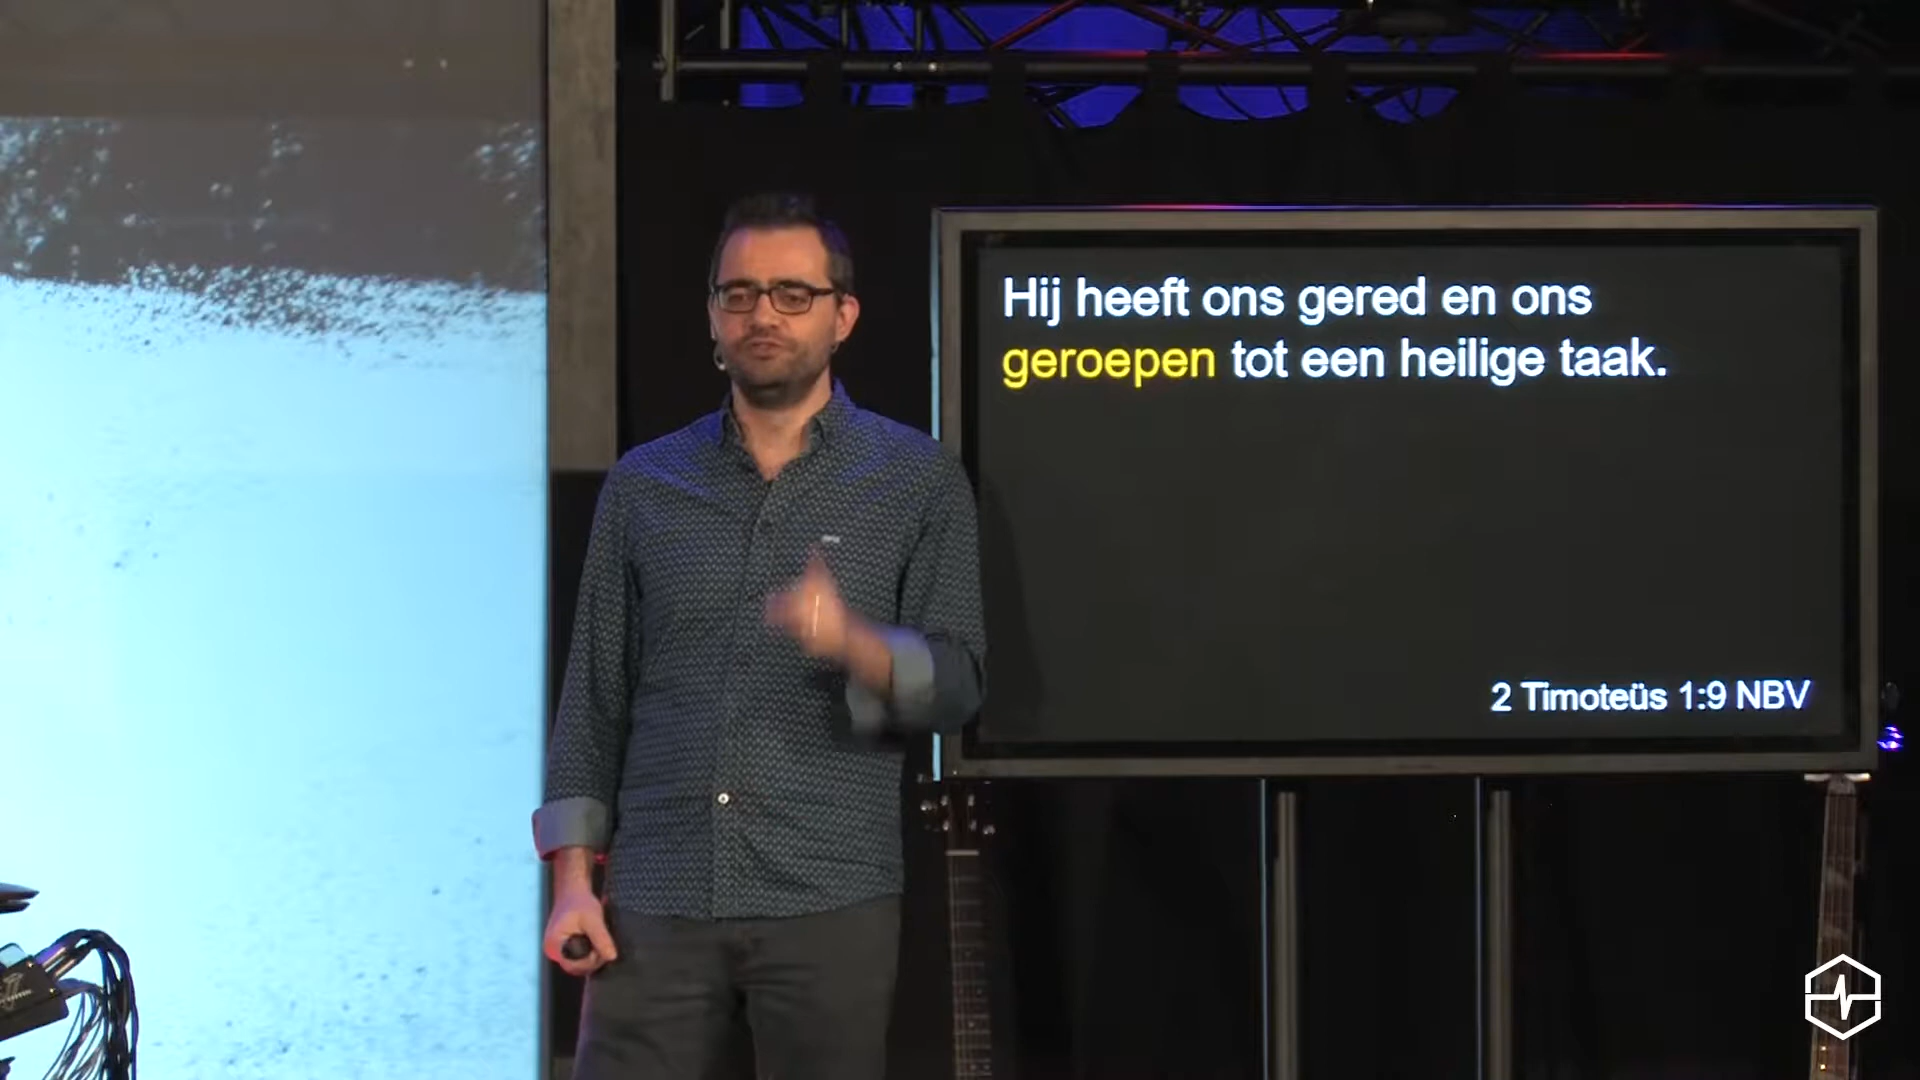 Hij heeft ons gered en ons
geroepen tot een heilige taak.
2 Timoteüs 1:9 NBV